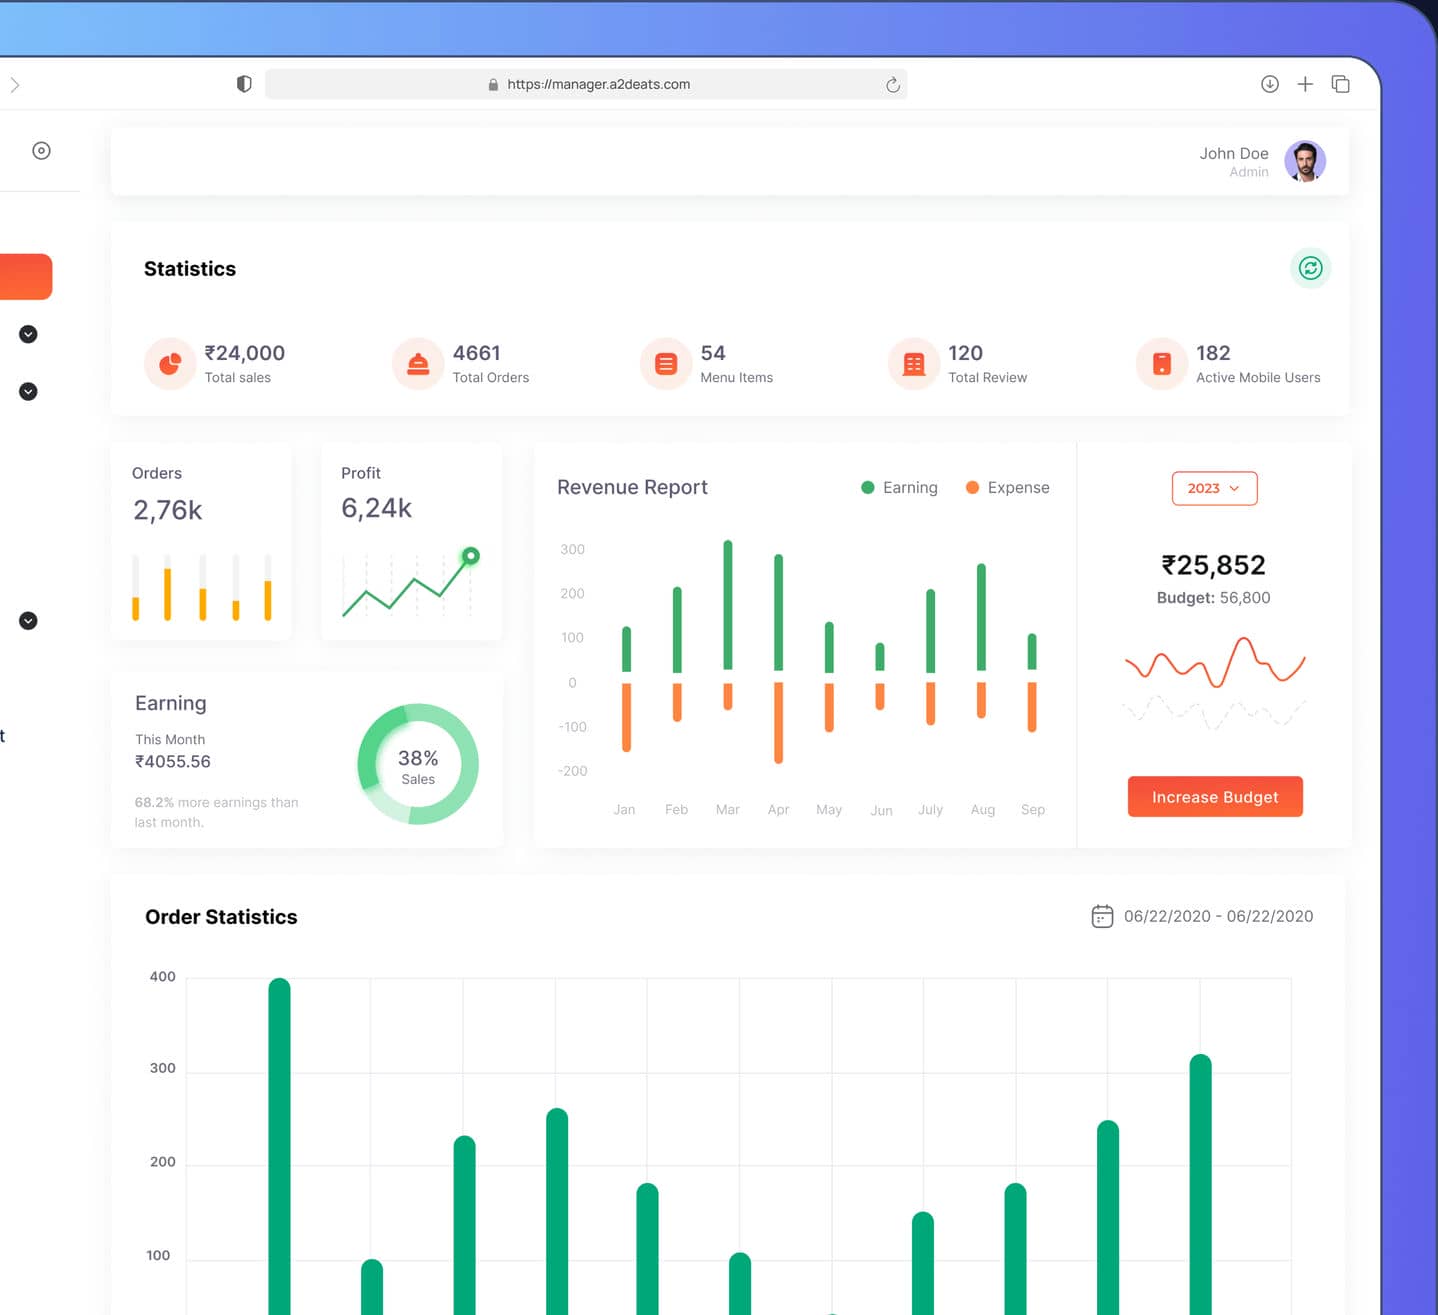 https://manager.a2deats.com
John Doe
Admin
Statistics
₹24,000
Total sales
4661
Total Orders
54
Menu Items
120
Total Review
182
Active Mobile Users
Orders
2,76k
Profit
6,24k
Earning
This Month
₹4055.56
68.2% more earnings than
last month.
38%
Sales
Revenue Report
Earning
Expense
300
200
100
0
-100
-200
Jan Feb Mar Apr May Jun July Aug Sep
2023
₹25,852
Budget: 56,800
Increase Budget
t
Order Statistics
06/22/2020 - 06/22/2020
400
300
200
100